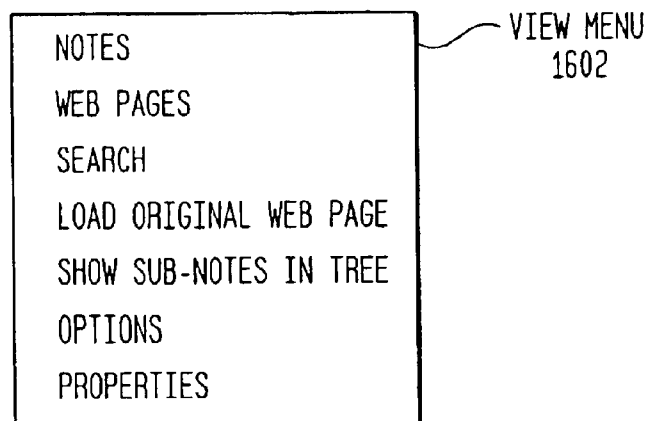 NOTES
WEB PAGES
SEARCH
LOAD ORIGINAL WEB PAGE
SHOW SUB-NOTES IN TREE
OPTIONS
PROPERTIES
VIEW MENU
1602